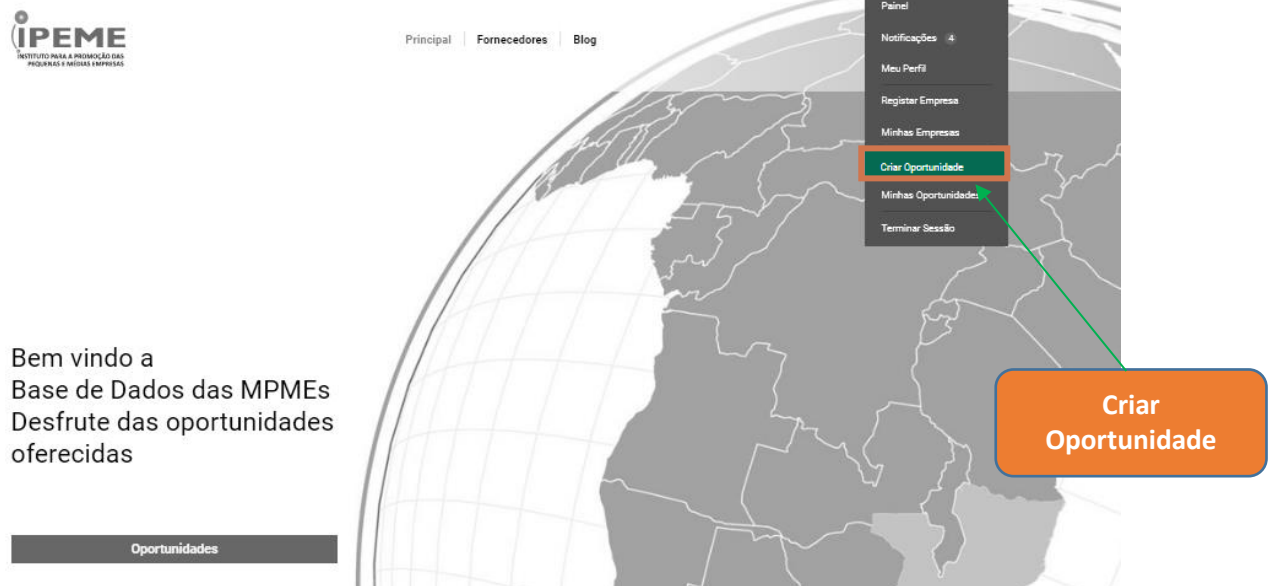 iPEME
INSTITUTO PARA A PROMOÇÃO DAS
PEQUENAS E MÉDIAS EMPRESAS
Principal Fornecedores Blog
Painel
Notificações 4
Meu Perfil
Registar Empresa
Minhas Empresas
Criar Oportunidade
Minhas Oportunidades
Terminar Sessão
Bem vindo a
Base de Dados das MPMEs
Desfrute das oportunidades
oferecidas
Criar
Oportunidade
Oportunidades